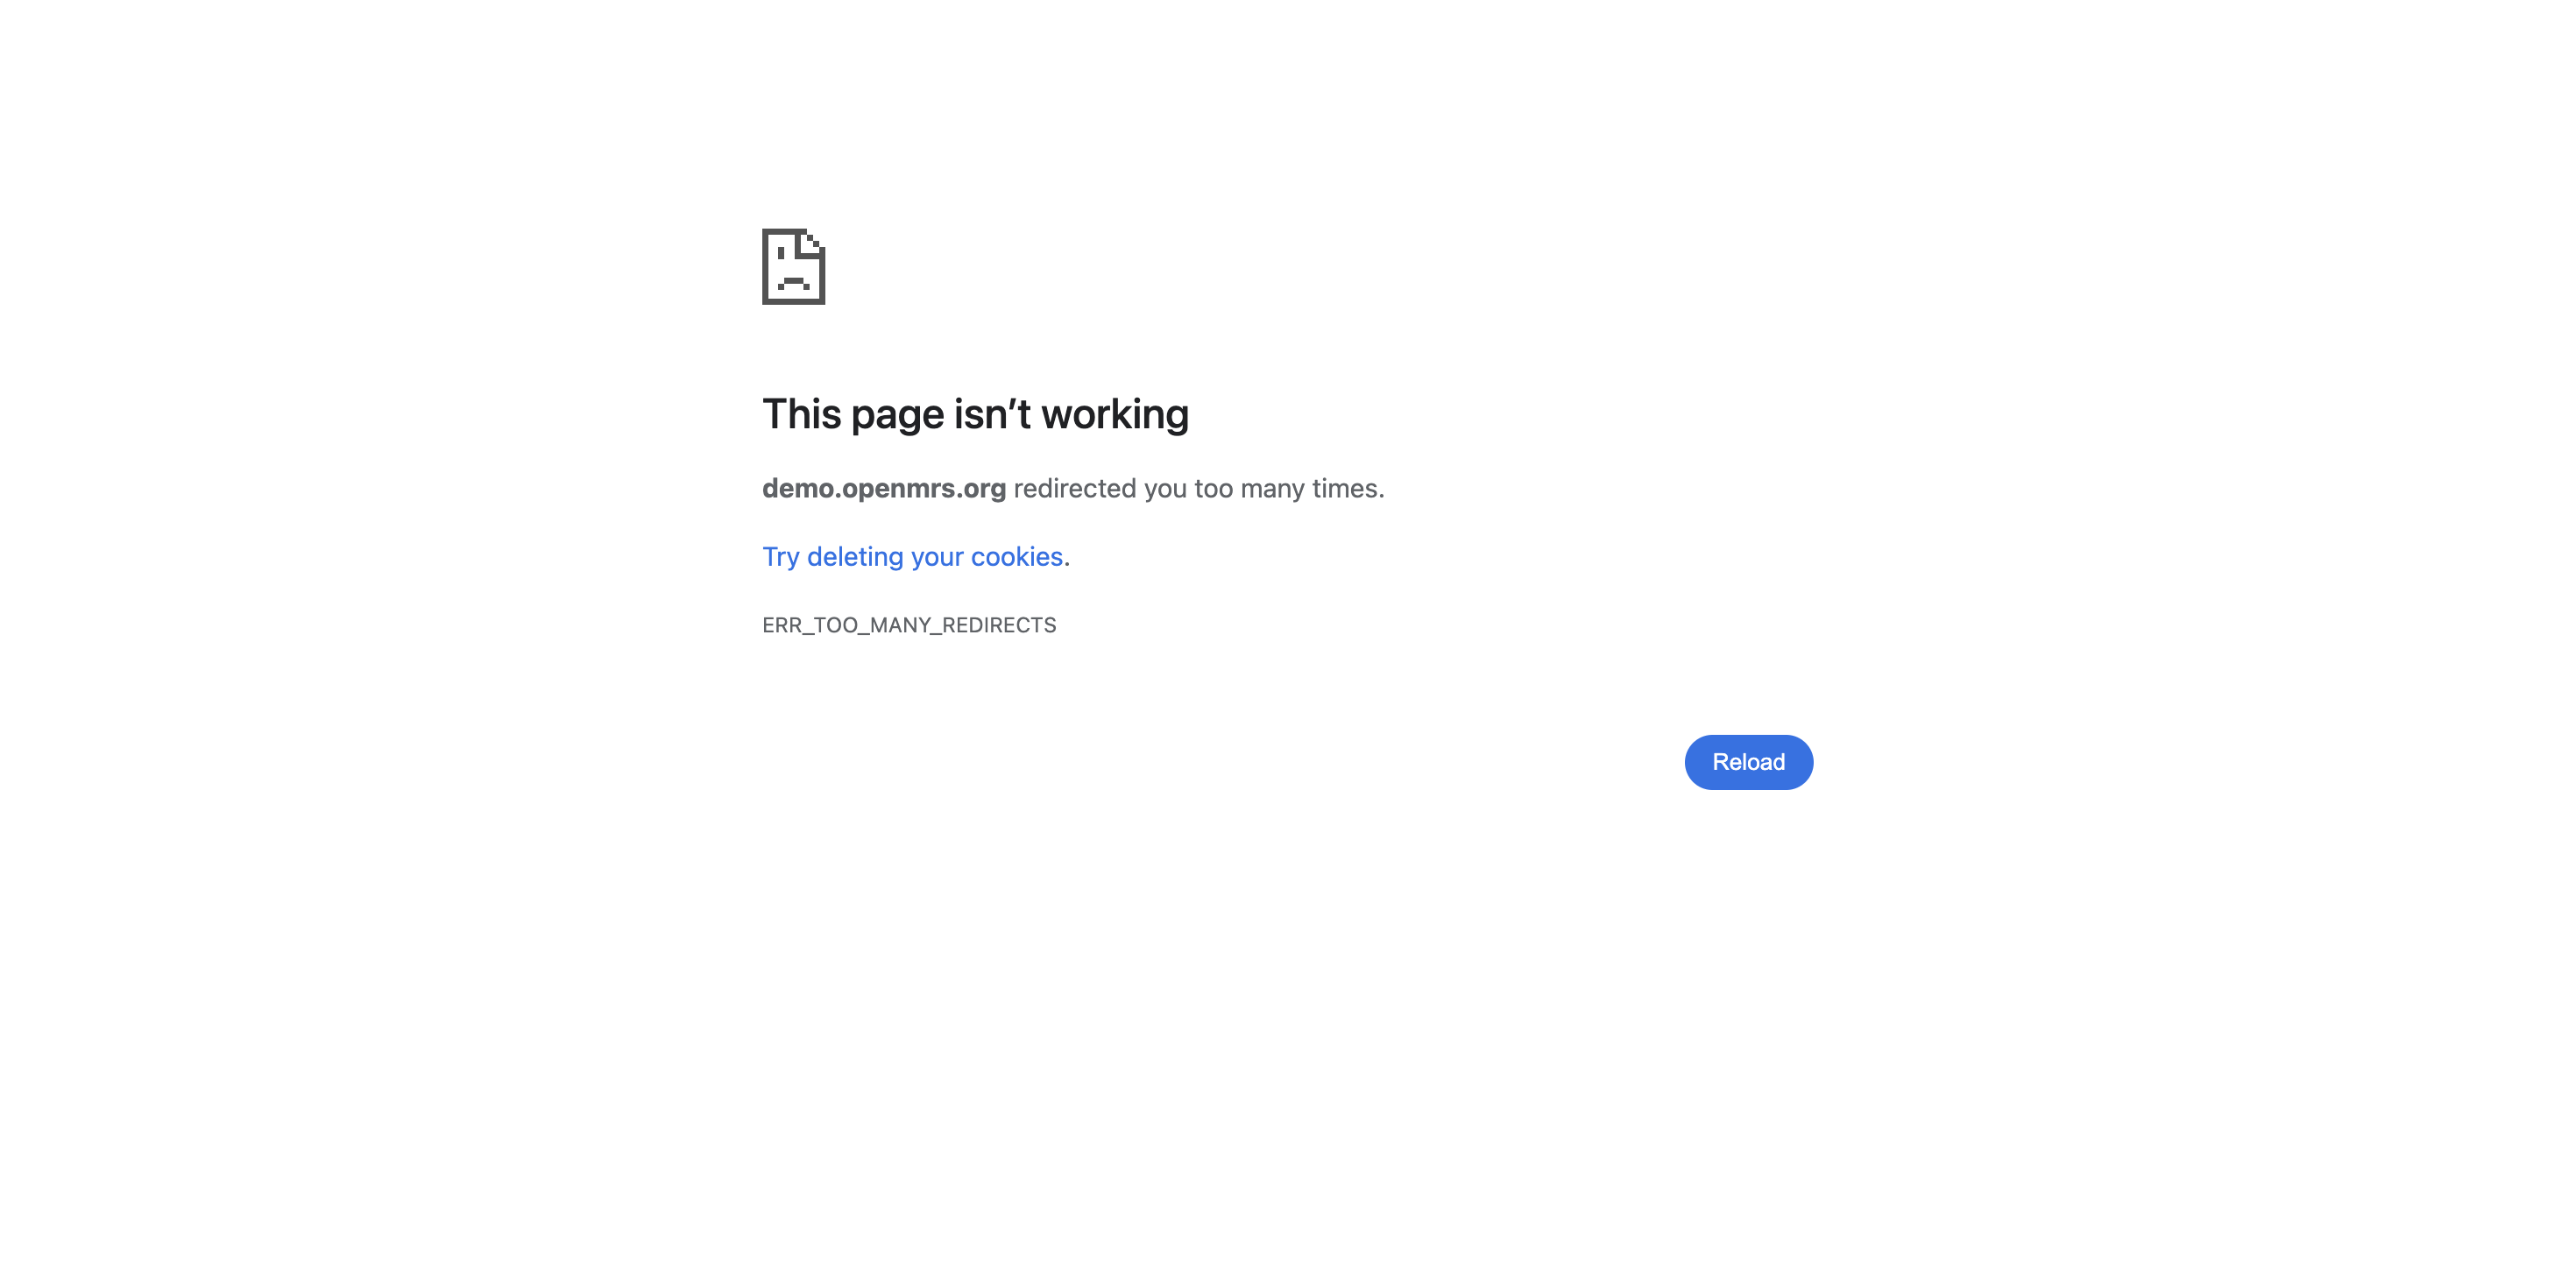 This page isn’t working
demo.openmrs.org redirected you too many times.
Try deleting your cookies.
ERR_TOO_MANY_REDIRECTS
Reload